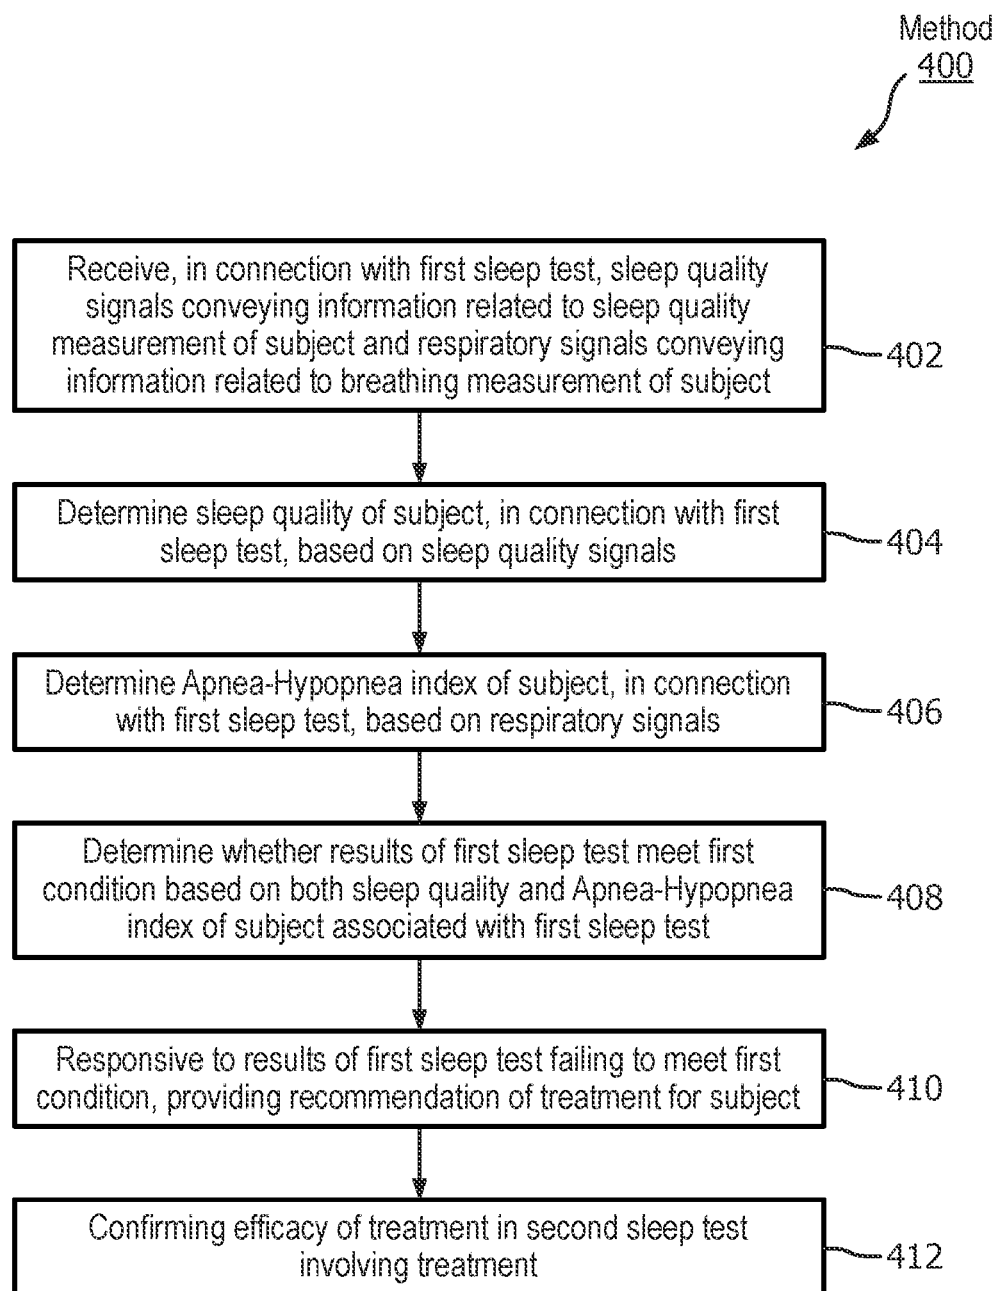 Method
400
Receive, in connection with first sleep test, sleep quality
signals conveying information related to sleep quality
measurement of subject and respiratory signals conveying
information related to breathing measurement of subject
402
Determine sleep quality of subject, in connection with first
sleep test, based on sleep quality signals
404
Determine Apnea-Hypopnea index of subject, in connection
with first sleep test, based on respiratory signals
406
Determine whether results of first sleep test meet first
condition based on both sleep quality and Apnea-Hypopnea
index of subject associated with first sleep test
408
Responsive to results of first sleep test failing to meet first
condition, providing recommendation of treatment for subject
410
Confirming efficacy of treatment in second sleep test
involving treatment
412